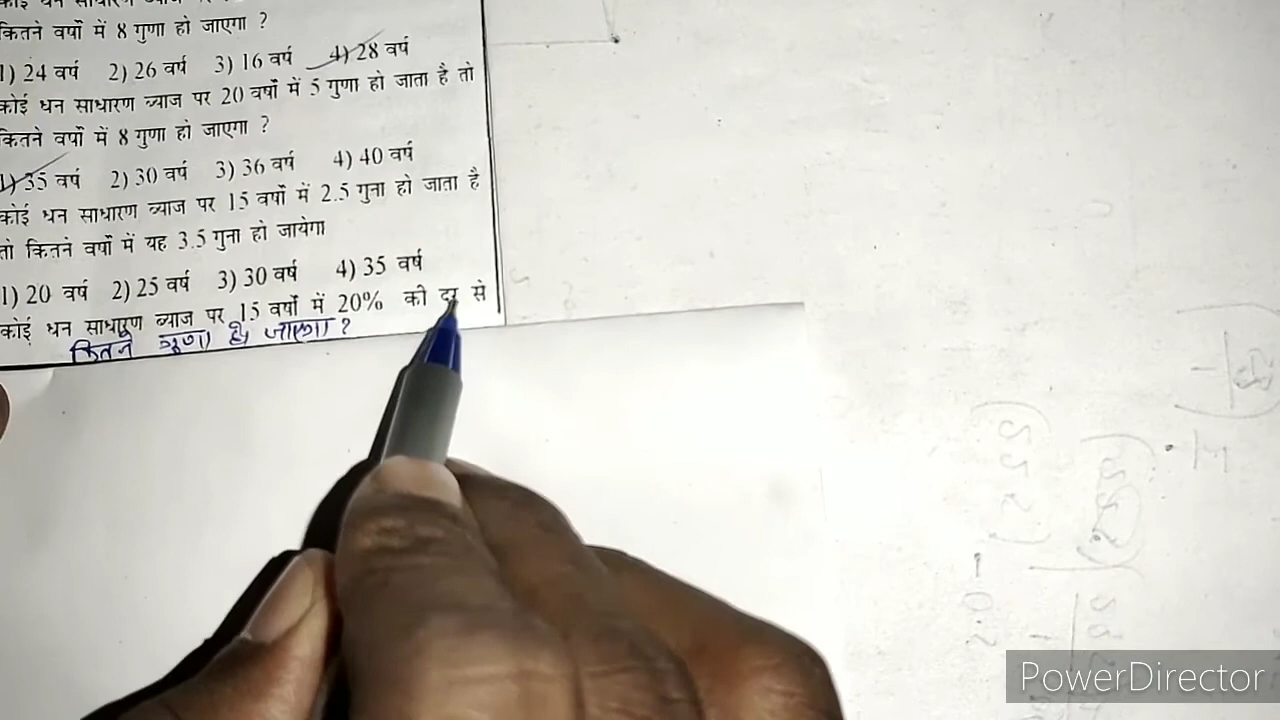 कितने वर्षों में 8 गुणा हो जाएगा ?
1) 24 वर्ष 2) 26 वर्ष 3) 16 वर्ष 4) 28 वर्ष
कोई धन साधारण ब्याज पर 20 वर्षों में 5 गुणा हो जाता है तो
कितने वर्षों में 8 गुणा हो जाएगा ?
1) 35 वर्ष 2) 30 वर्ष 3) 36 वर्ष 4) 40 वर्ष
कोई धन साधारण ब्याज पर 15 वर्षों में 2.5 गुना हो जाता है
तो कितने वर्षों में यह 3.5 गुना हो जायेगा
1) 20 वर्ष 2) 25 वर्ष 3) 30 वर्ष 4) 35 वर्ष
कोई धन साधारण ब्याज पर 15 वर्षों में 20% की दर से
कितने गुणा हो जाएगा ?
PowerDirector